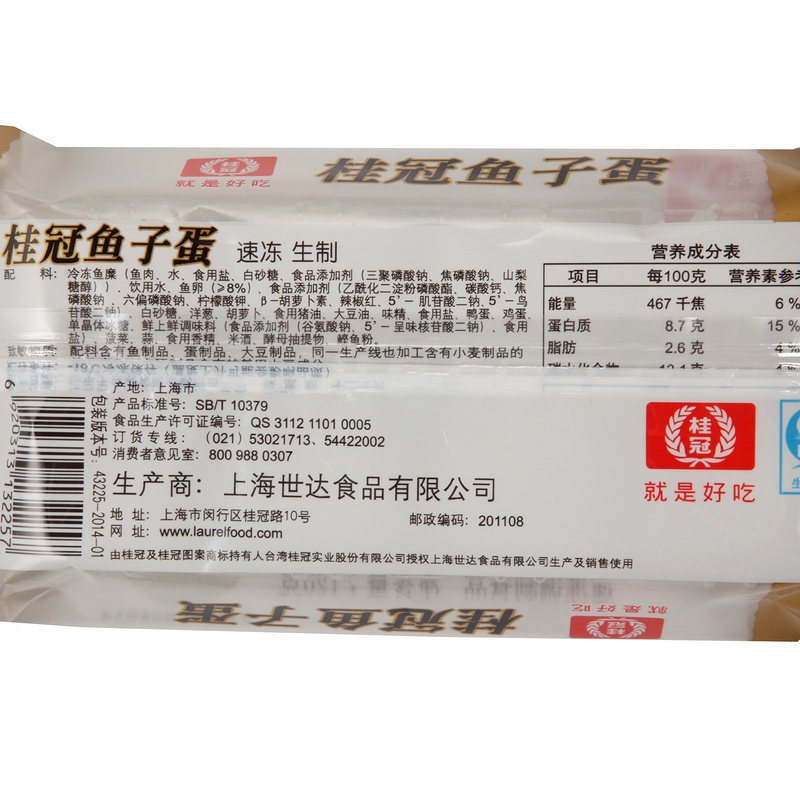 桂冠
就是好吃
桂冠鱼子蛋
桂冠鱼子蛋 速冻 生制
配 料: 冷冻鱼糜(鱼肉、水、食用盐、白砂糖、食品添加剂(三聚磷酸钠、焦磷酸钠、山梨
糖醇))、饮用水、鱼卵(≥8%)、食品添加剂(乙酰化二淀粉磷酸酯、碳酸钙、焦
磷酸钠、六偏磷酸钠、柠檬酸钾、β-胡萝卜素、辣椒红、5'-肌苷酸二钠、5'-鸟
苷酸二钠)、白砂糖、洋葱、胡萝卜、食用猪油、大豆油、味精、食用盐、鸭蛋、鸡蛋、
单晶体冰糖、鲜上鲜调味料(食品添加剂(谷氨酸钠、5'-呈味核苷酸二钠)、食用
盐)、菠菜、蒜、食用香精、米酒、酵母抽提物、鲣鱼粉。
致敏物质: 配料含有鱼制品、蛋制品、大豆制品,同一生产线也加工含有小麦制品的
营养成分表
项目 每100克 营养素参考
能量 467 千焦 6 %
蛋白质 8.7 克 15 %
脂肪 2.6 克 4 %
产地: 上海市
产品标准号: SB/T 10379
食品生产许可证编号: QS 3112 1101 0005
订货专线: (021) 53021713、54422002
消费者意见室: 800 988 0307
生产商: 上海世达食品有限公司
地 址: 上海市闵行区桂冠路10号 邮政编码: 201108
网 址: www.laurelfood.com
由桂冠及桂冠图案商标持有人台湾桂冠实业股份有限公司授权上海世达食品有限公司生产及销售使用
包装版本号: 43225-2014-01
6 920313 132257
桂冠
就是好吃
桂冠鱼子蛋
桂冠
就是好吃